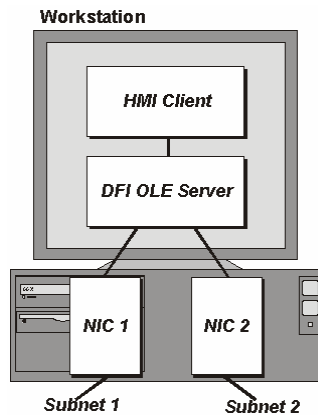 Workstation
HMI Client
DFI OLE Server
NIC 1
NIC 2
Subnet 1
Subnet 2